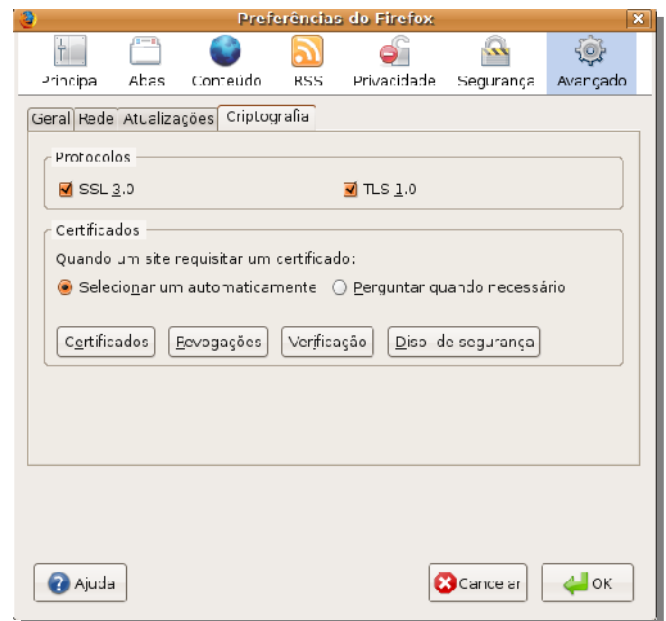 Preferências do Firefox
Principa Abas Conteúdo RSS Privacidade Segurança Avançado
Geral Rede Atualizações Criptografia
Protocolos
SSL 3.0 TLS 1.0
Certificados
Quando um site requisitar um certificado:
Selecionar um automaticamente Perguntar quando necessário
Certificados Revogações Verificação Disp. de segurança
Ajuda Cancelar OK